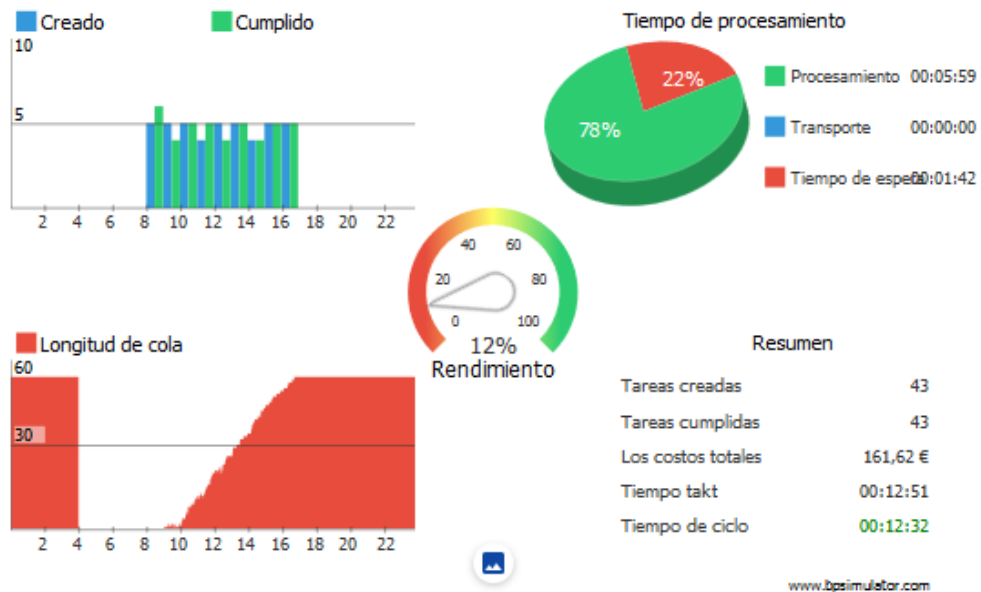 Creado Cumplido
10
5
2 4 6 8 10 12 14 16 18 20 22
Tiempo de procesamiento
22%
78%
Procesamiento 00:05:59
Transporte 00:00:00
Tiempo de espera 00:01:42
40 60
20 80
0 100
12%
Rendimiento
Longitud de cola
60
30
2 4 6 8 10 12 14 16 18 20 22
Resumen
Tareas creadas 43
Tareas cumplidas 43
Los costos totales 161,62 €
Tiempo takt 00:12:51
Tiempo de ciclo 00:12:32
www.bpsimulator.com